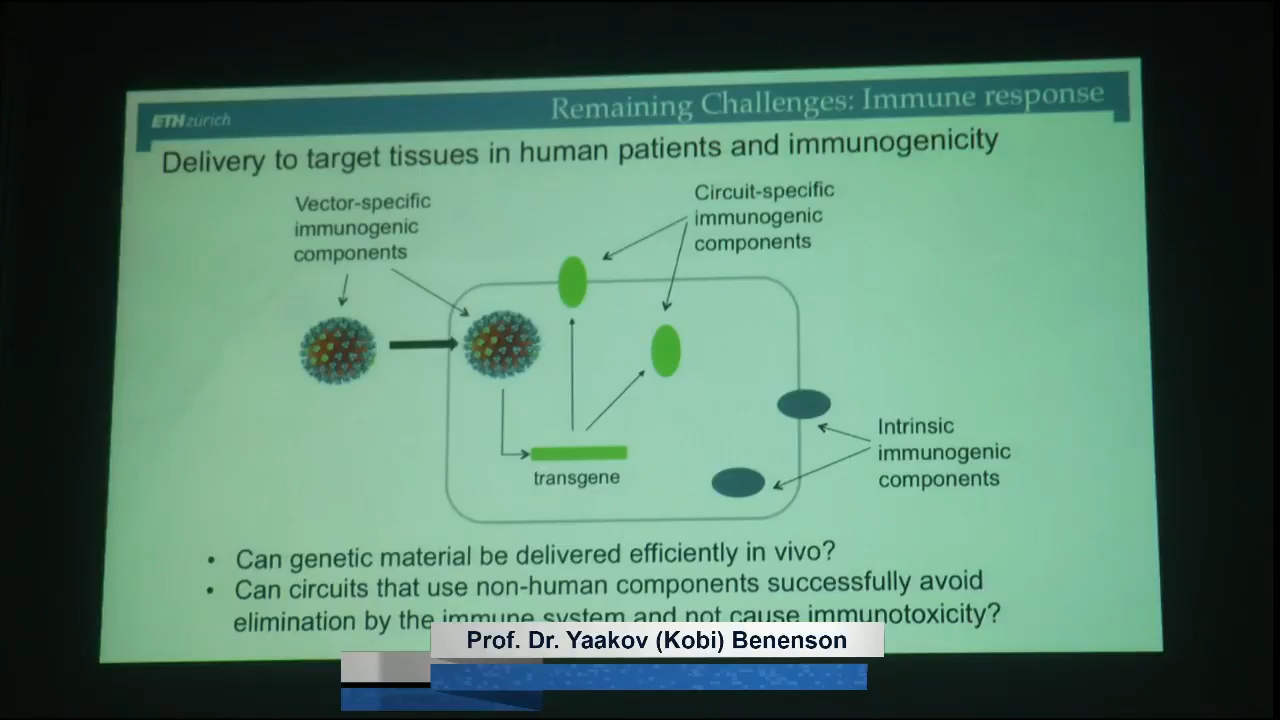 ETHzürich
Remaining Challenges: Immune response
Delivery to target tissues in human patients and immunogenicity
Vector-specific
immunogenic
components
Circuit-specific
immunogenic
components
transgene
Intrinsic
immunogenic
components
• Can genetic material be delivered efficiently in vivo?
• Can circuits that use non-human components successfully avoid
elimination by the immune system and not cause immunotoxicity?
Prof. Dr. Yaakov (Kobi) Benenson